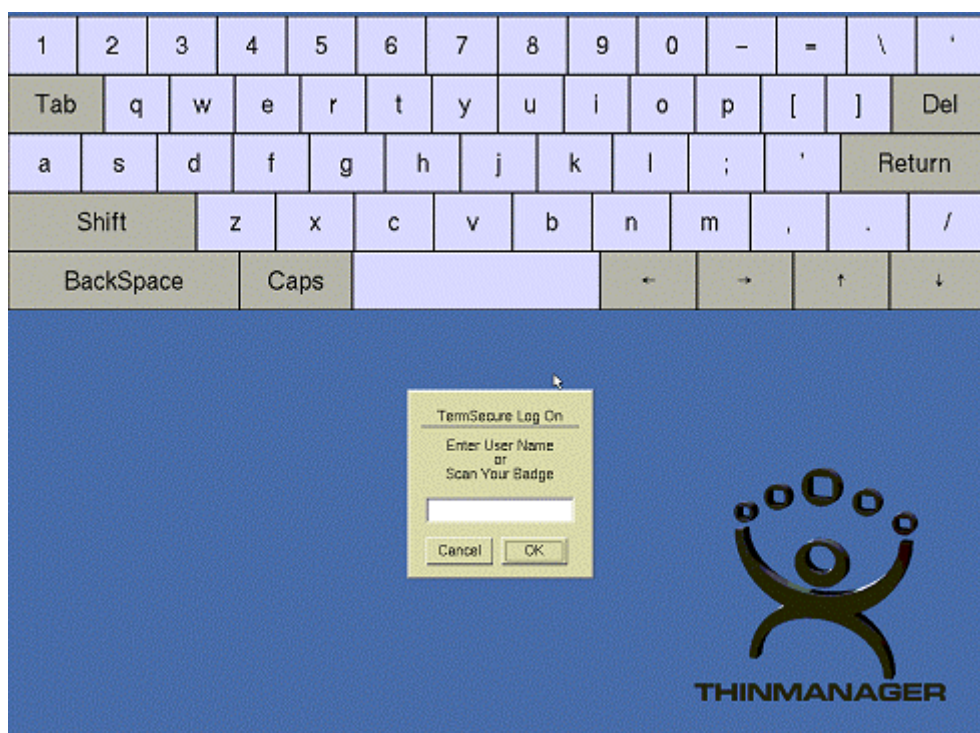 1 2 3 4 5 6 7 8 9 0 - = \ '
Tab q w e r t y u i o p [ ] Del
a s d f g h j k l ; ' Return
Shift z x c v b n m , . /
BackSpace Caps ← → ↑ ↓
TermSecure Log On
Enter User Name
or
Scan Your Badge
Cancel OK
THINMANAGER